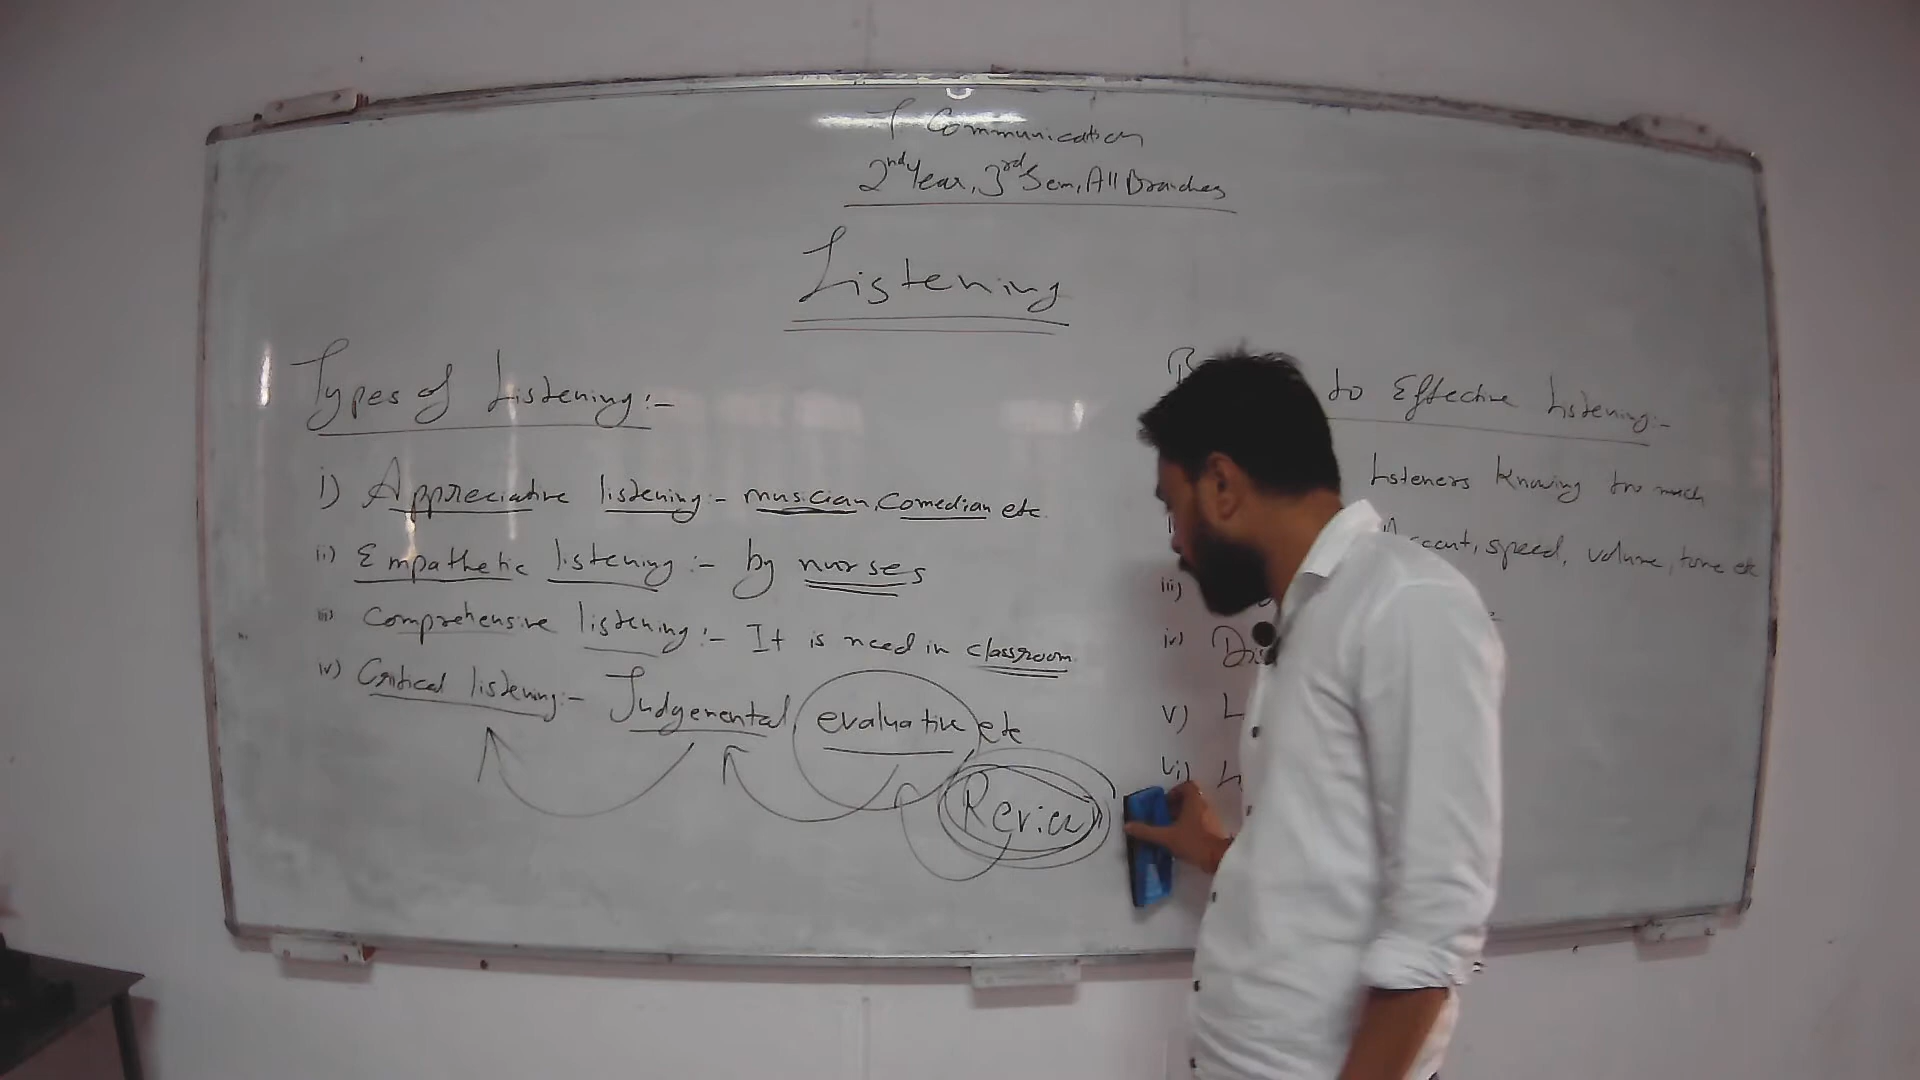 T Communication
2nd Year, 3rd Sem, All Branches
Listening
Types of Listening:-
i) Appreciative listening:- musician, Comedian etc.
ii) Empathetic listening:- by nurses
iii) Comprehensive listening:- It is need in classroom
iv) Critical listening:- Judgemental, evaluative etc
Review
to Effective listening:-
Listeners Knowing too much
Accent, speed, volume, tone etc
iii)
iv) Dis
v) L
vi) L